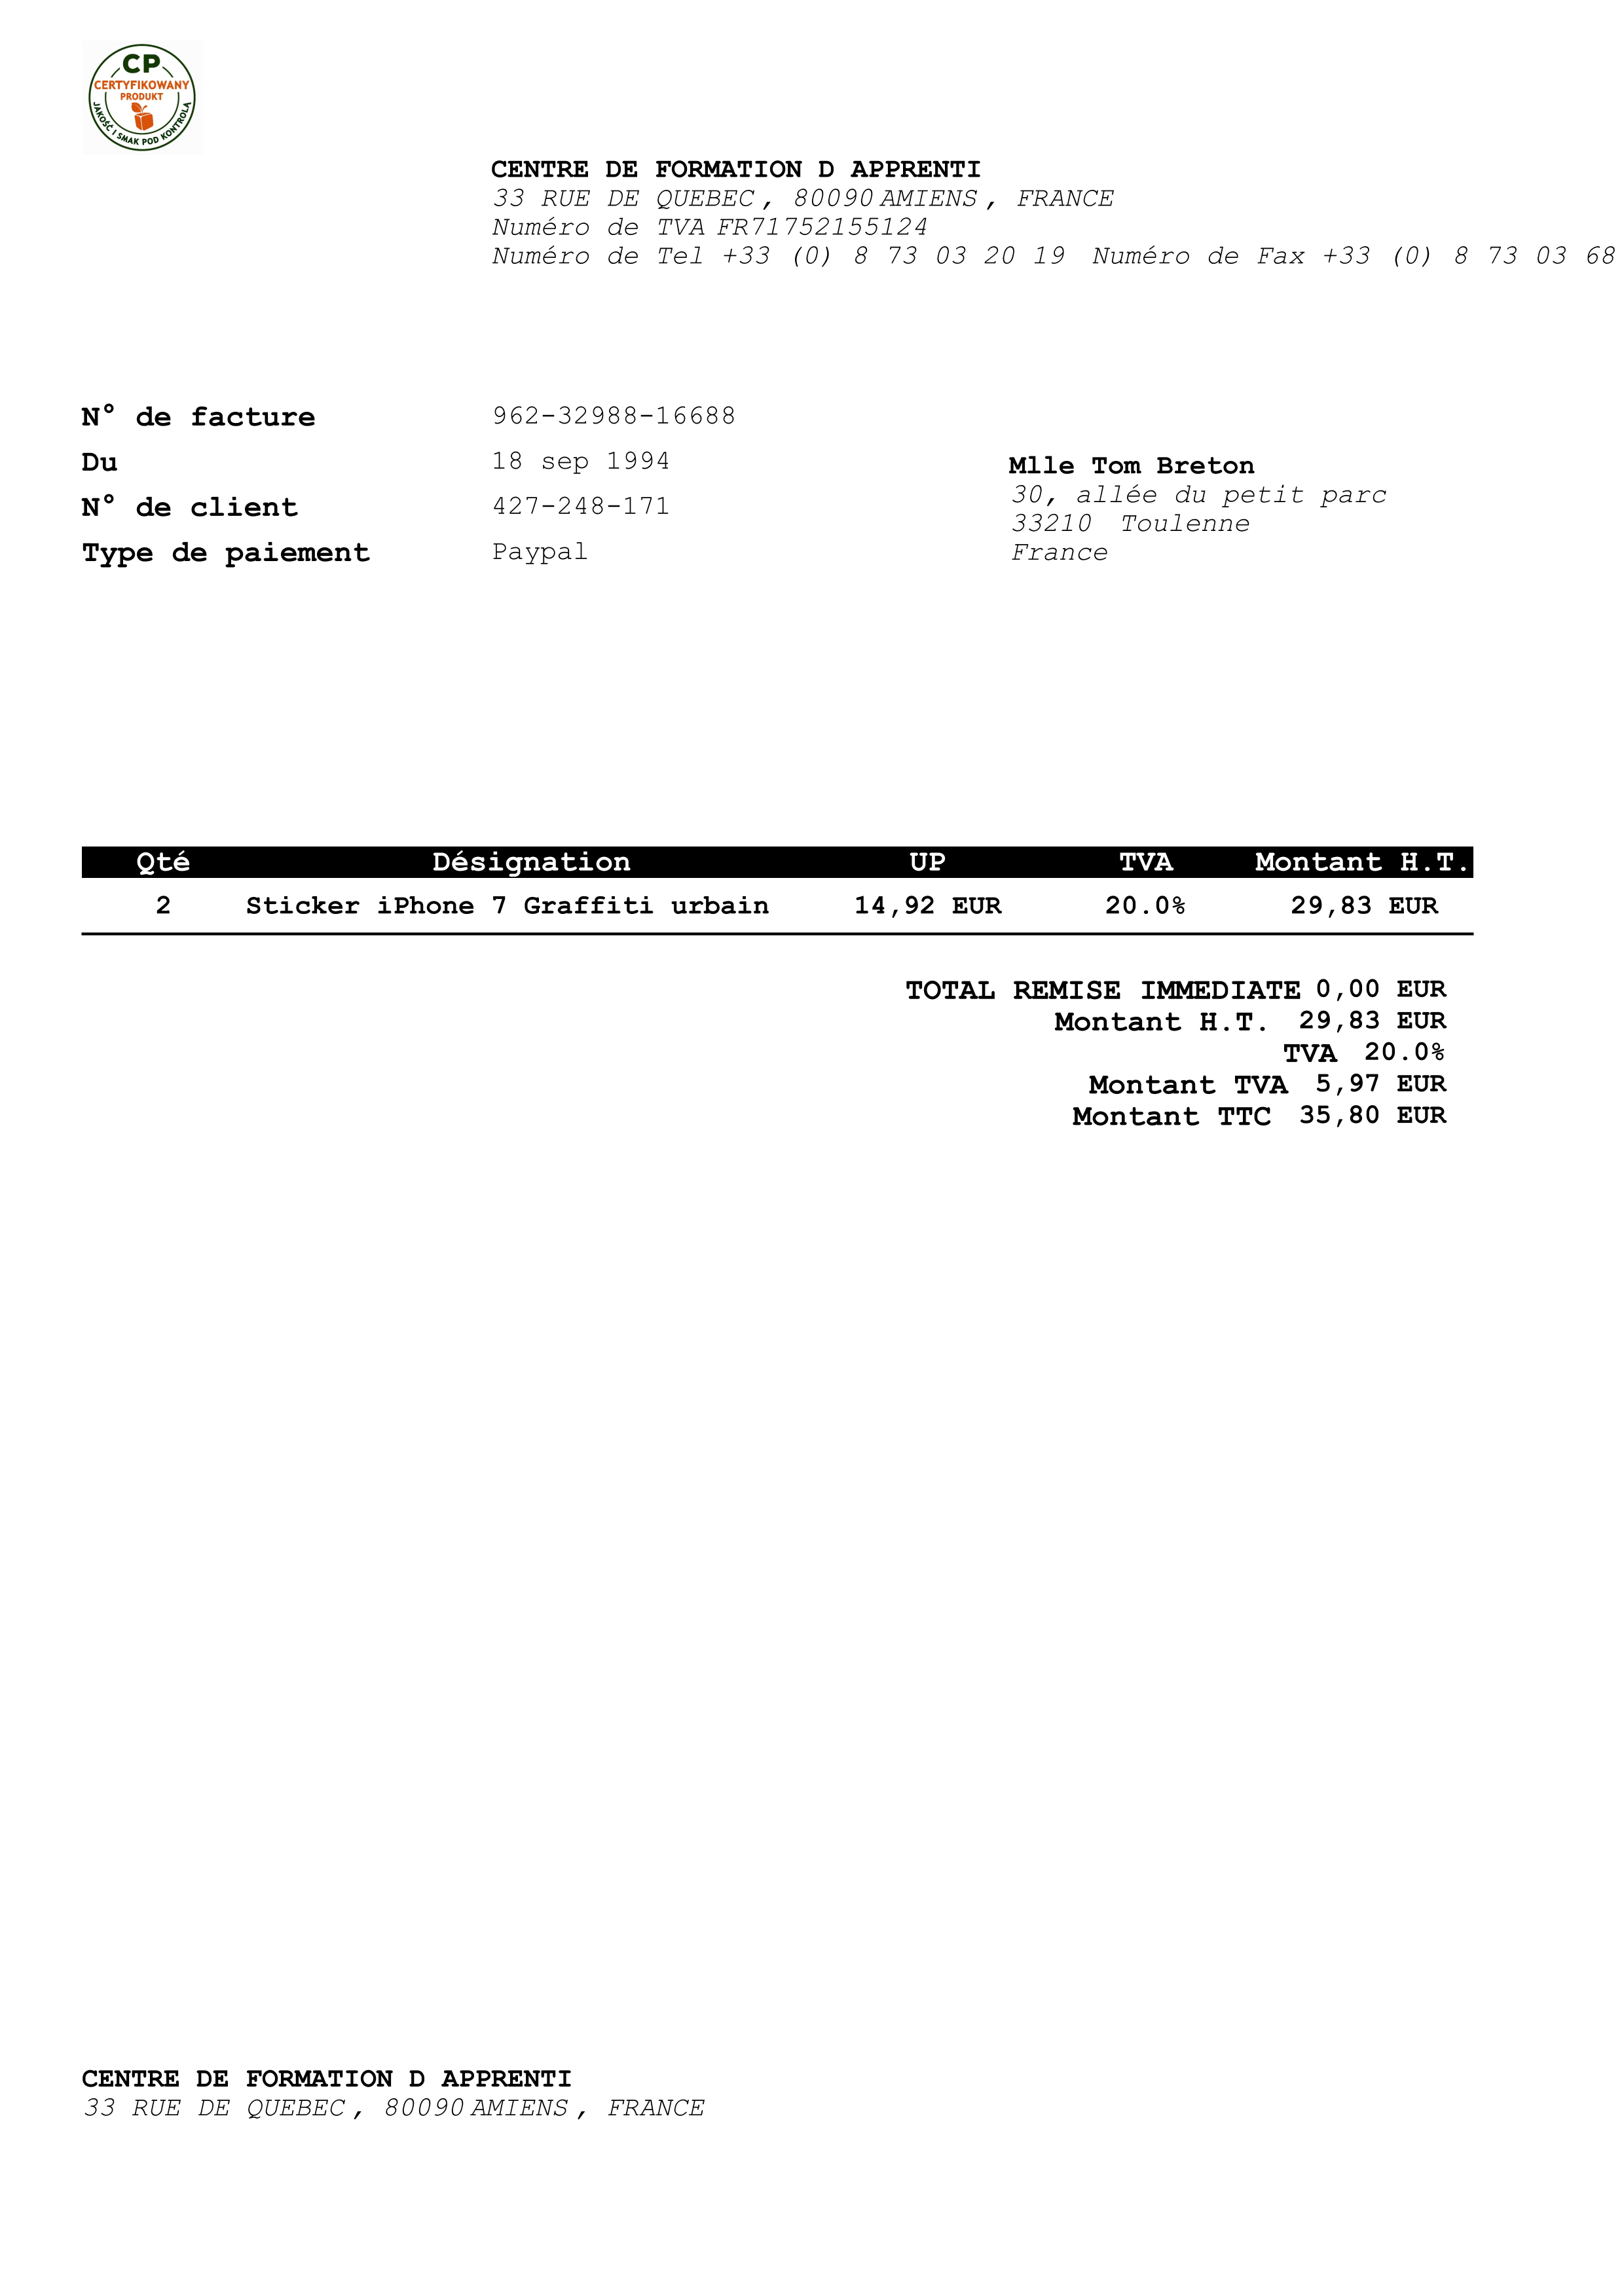 CP
CERTYFIKOWANY
PRODUKT
JAKOŚĆ I SMAK POD KONTROLĄ
CENTRE DE FORMATION D APPRENTI
33 RUE DE QUEBEC, 80090 AMIENS, FRANCE
Numéro de TVA FR71752155124
Numéro de Tel +33 (0) 8 73 03 20 19 Numéro de Fax +33 (0) 8 73 03 68
N° de facture 962-32988-16688
Du 18 sep 1994
N° de client 427-248-171
Type de paiement Paypal
Mlle Tom Breton
30, allée du petit parc
33210 Toulenne
France
Qté Désignation UP TVA Montant H.T.
2 Sticker iPhone 7 Graffiti urbain 14,92 EUR 20.0% 29,83 EUR
TOTAL REMISE IMMEDIATE 0,00 EUR
Montant H.T. 29,83 EUR
TVA 20.0%
Montant TVA 5,97 EUR
Montant TTC 35,80 EUR
CENTRE DE FORMATION D APPRENTI
33 RUE DE QUEBEC, 80090 AMIENS, FRANCE